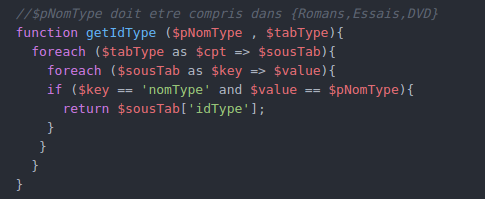 //$pNomType doit etre compris dans {Romans,Essais,DVD}
function getIdType ($pNomType , $tabType){
  foreach ($tabType as $cpt => $sousTab){
    foreach ($sousTab as $key => $value){
    if ($key == 'nomType' and $value == $pNomType){
      return $sousTab['idType'];
    }
   }
  }
}